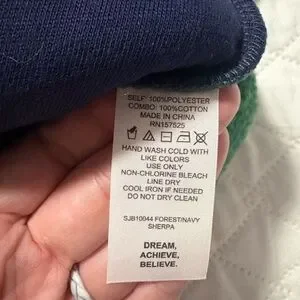 SELF: 100%POLYESTER
COMBO: 100%COTTON
MADE IN CHINA
RN157525
HAND WASH COLD WITH
LIKE COLORS
USE ONLY
NON-CHLORINE BLEACH
LINE DRY
COOL IRON IF NEEDED
DO NOT DRY CLEAN
SJB10044 FOREST/NAVY
SHERPA
DREAM,
ACHIEVE,
BELIEVE.